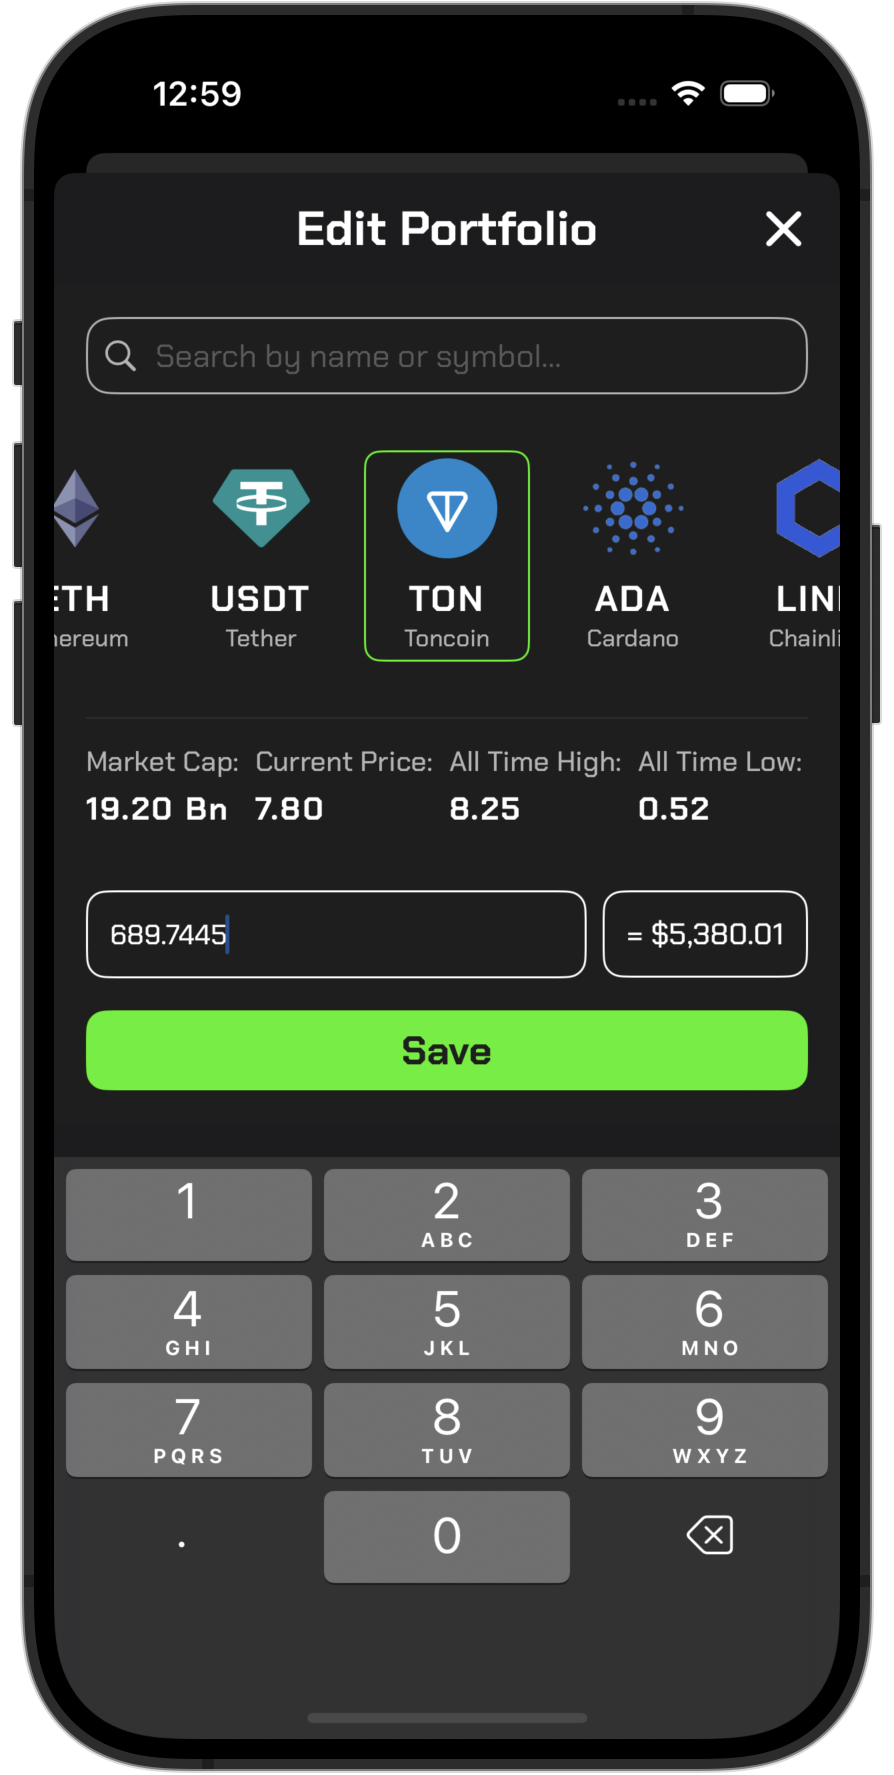 12:59
Edit Portfolio
Search by name or symbol...
ETH USDT TON ADA LIN
ereum Tether Toncoin Cardano Chainli
Market Cap: Current Price: All Time High: All Time Low:
19.20 Bn 7.80 8.25 0.52
689.7445 = $5,380.01
Save
1 2 3
ABC DEF
4 5 6
GHI JKL MNO
7 8 9
PQRS TUV WXYZ
. 0